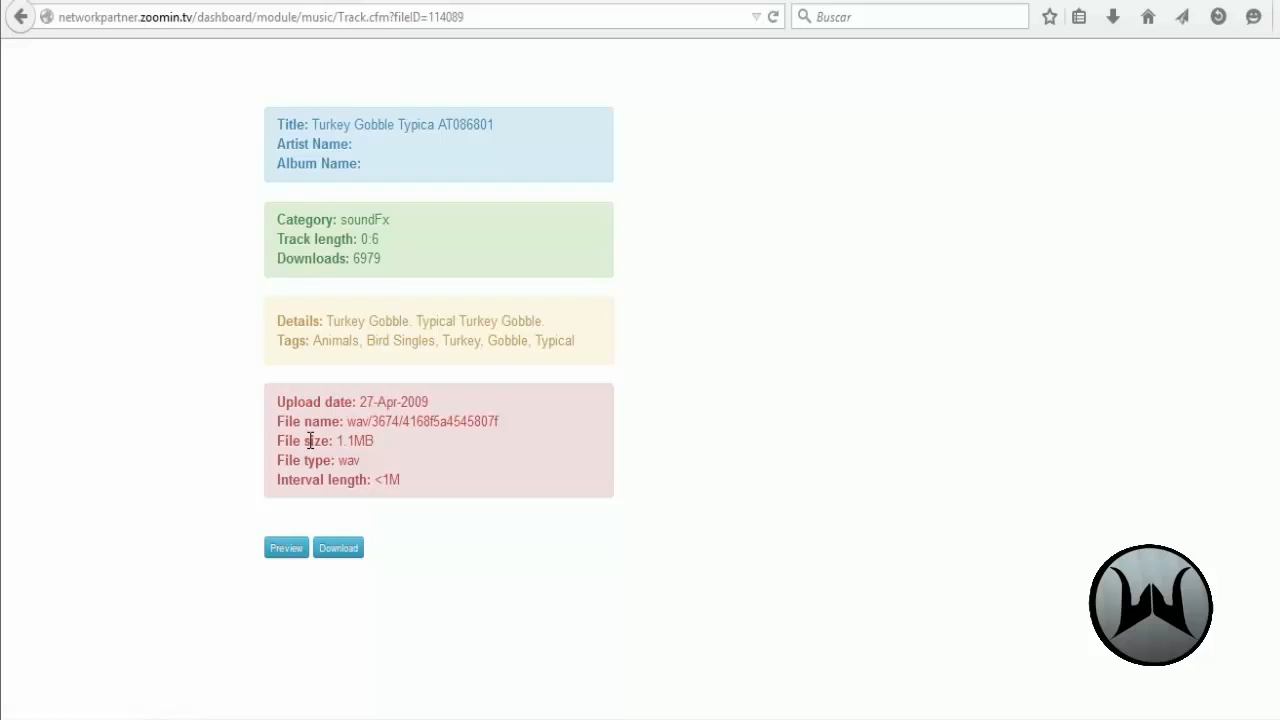 networkpartner.zoomin.tv/dashboard/module/music/Track.cfm?fileID=114089
Buscar
Title: Turkey Gobble Typica AT086801
Artist Name:
Album Name:
Category: soundFx
Track length: 0:6
Downloads: 6979
Details: Turkey Gobble. Typical Turkey Gobble.
Tags: Animals, Bird Singles, Turkey, Gobble, Typical
Upload date: 27-Apr-2009
File name: wav/3674/4168f5a4545807f
File size: 1.1MB
File type: wav
Interval length: <1M
Preview Download